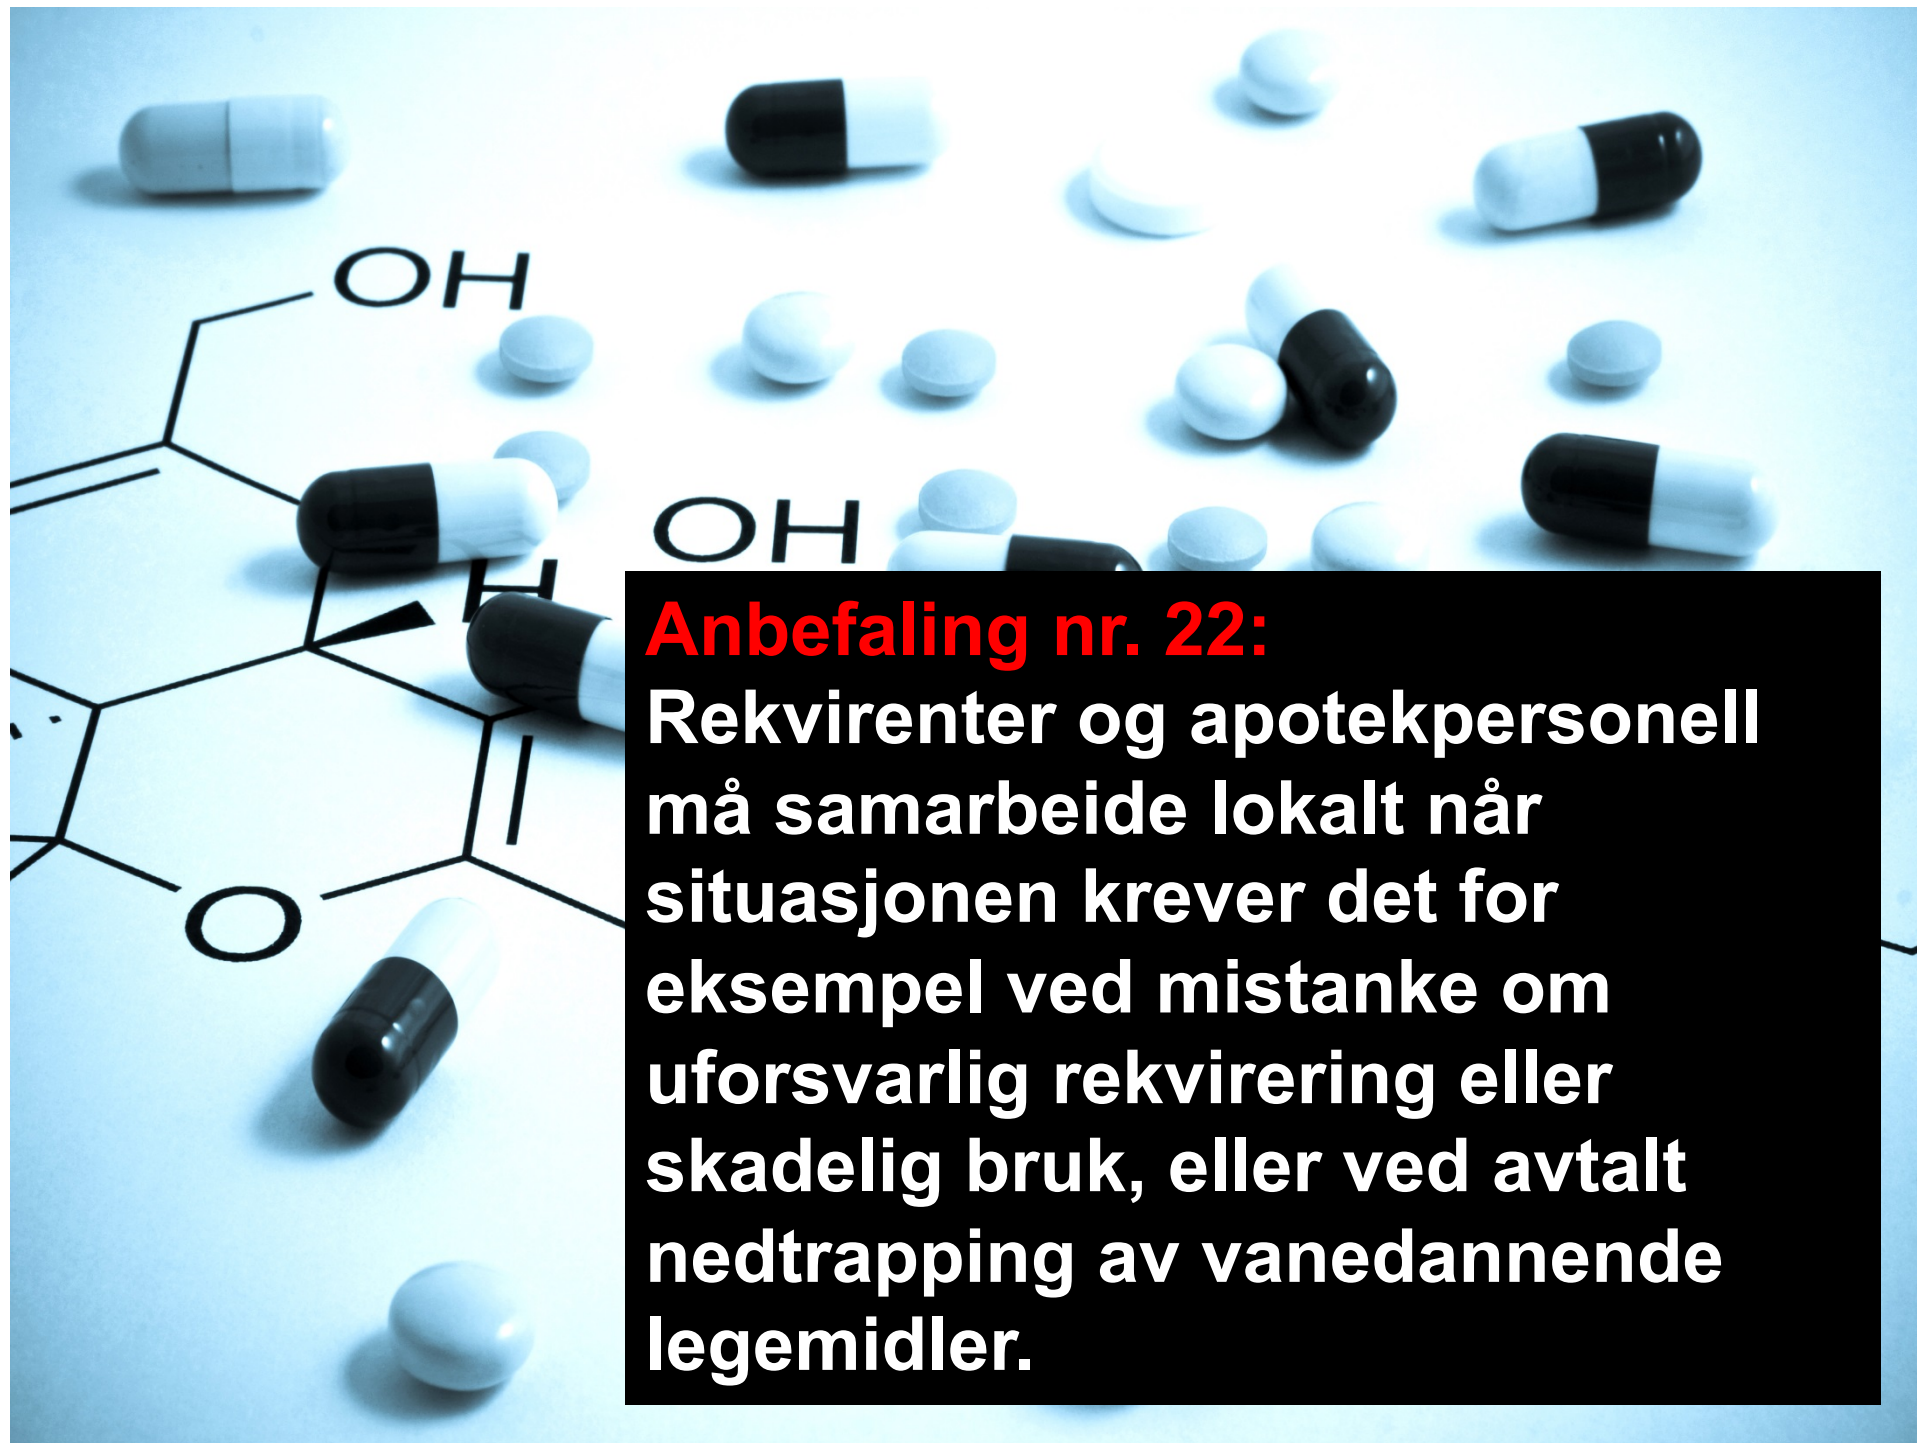 OH
OH
H
O
Anbefaling nr. 22:
Rekvirenter og apotekpersonell
må samarbeide lokalt når
situasjonen krever det for
eksempel ved mistanke om
uforsvarlig rekvirering eller
skadelig bruk, eller ved avtalt
nedtrapping av vanedannende
legemidler.